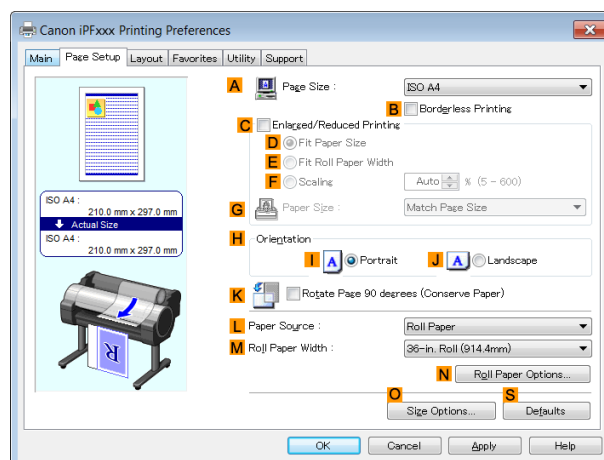 Canon iPFxxx Printing Preferences
Main Page Setup Layout Favorites Utility Support
A Page Size : ISO A4
B Borderless Printing
C Enlarged/Reduced Printing
D Fit Paper Size
E Fit Roll Paper Width
F Scaling Auto % (5 - 600)
G Paper Size : Match Page Size
ISO A4 :
210.0 mm x 297.0 mm
Actual Size
ISO A4 :
210.0 mm x 297.0 mm
H Orientation
I A Portrait J A Landscape
K Rotate Page 90 degrees (Conserve Paper)
L Paper Source : Roll Paper
M Roll Paper Width : 36-in. Roll (914.4mm)
R
N Roll Paper Options...
O S
Size Options... Defaults
OK Cancel Apply Help